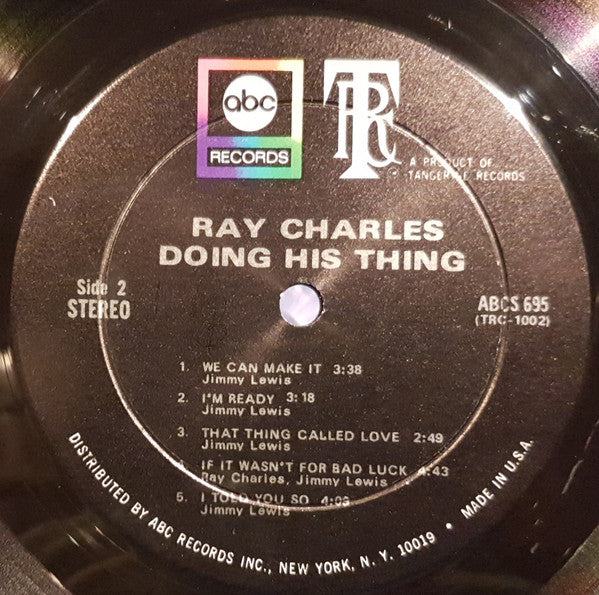 abc
RECORDS
TRC
A PRODUCT OF
TANGERINE RECORDS
RAY CHARLES
DOING HIS THING
Side 2
STEREO
ABCS 695
(TRC-1002)
1. WE CAN MAKE IT 3:38
Jimmy Lewis
2. I'M READY 3:18
Jimmy Lewis
3. THAT THING CALLED LOVE 2:49
Jimmy Lewis
IF IT WASN'T FOR BAD LUCK 4:43
Ray Charles, Jimmy Lewis
5. I TOLD YOU SO
Jimmy Lewis
DISTRIBUTED BY ABC RECORDS INC., NEW YORK, N. Y. 10019 • MADE IN U.S.A.